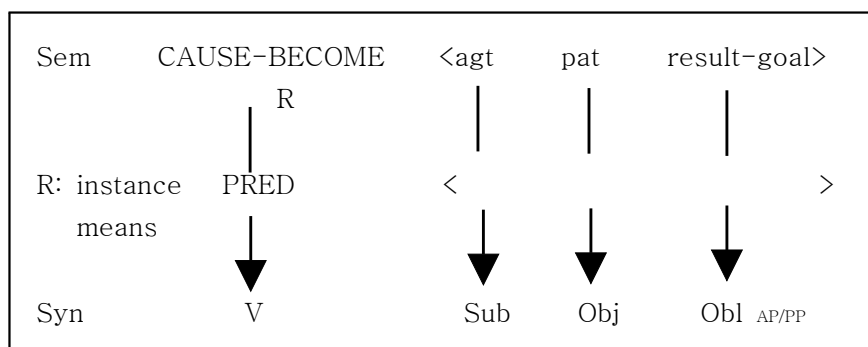 Sem CAUSE-BECOME <agt pat result-goal>
R
R: instance PRED < >
means
Syn V Sub Obj Obl AP/PP